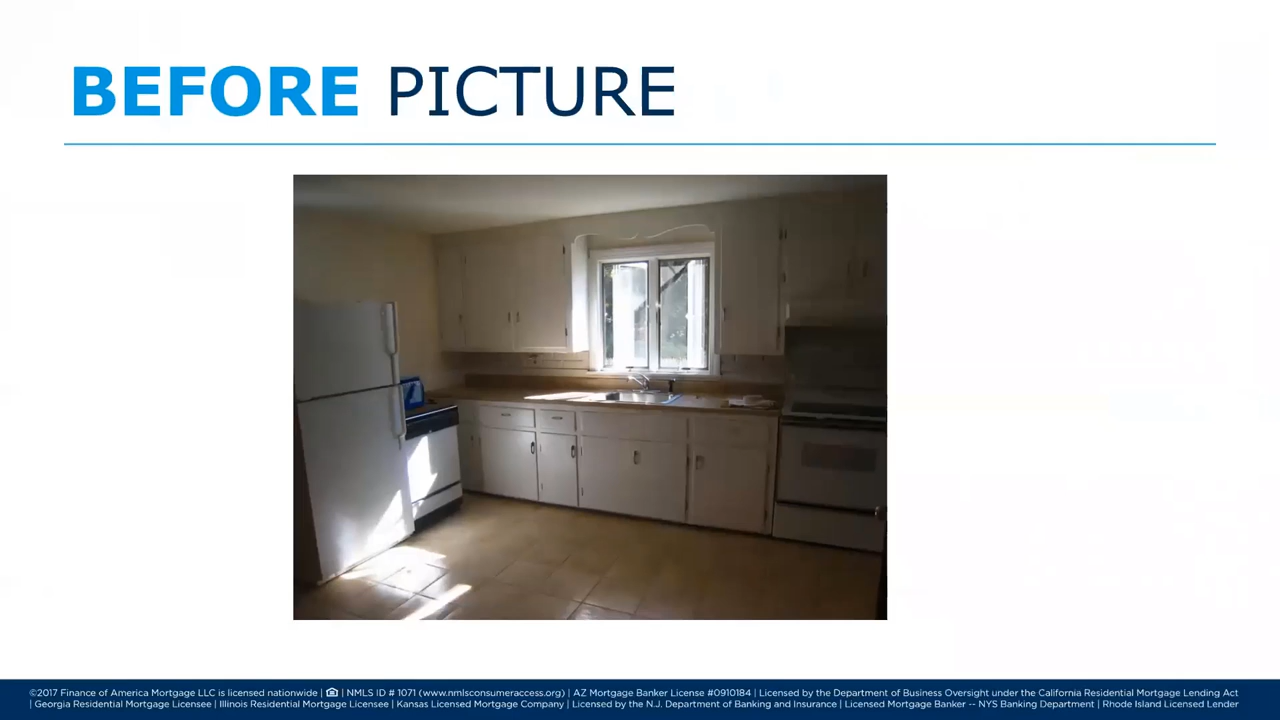 BEFORE PICTURE
©2017 Finance of America Mortgage LLC is licensed nationwide | | NMLS ID # 1071 (www.nmlsconsumeraccess.org) | AZ Mortgage Banker License #0910184 | Licensed by the Department of Business Oversight under the California Residential Mortgage Lending Act
| Georgia Residential Mortgage Licensee | Illinois Residential Mortgage Licensee | Kansas Licensed Mortgage Company | Licensed by the N.J. Department of Banking and Insurance | Licensed Mortgage Banker -- NYS Banking Department | Rhode Island Licensed Lender